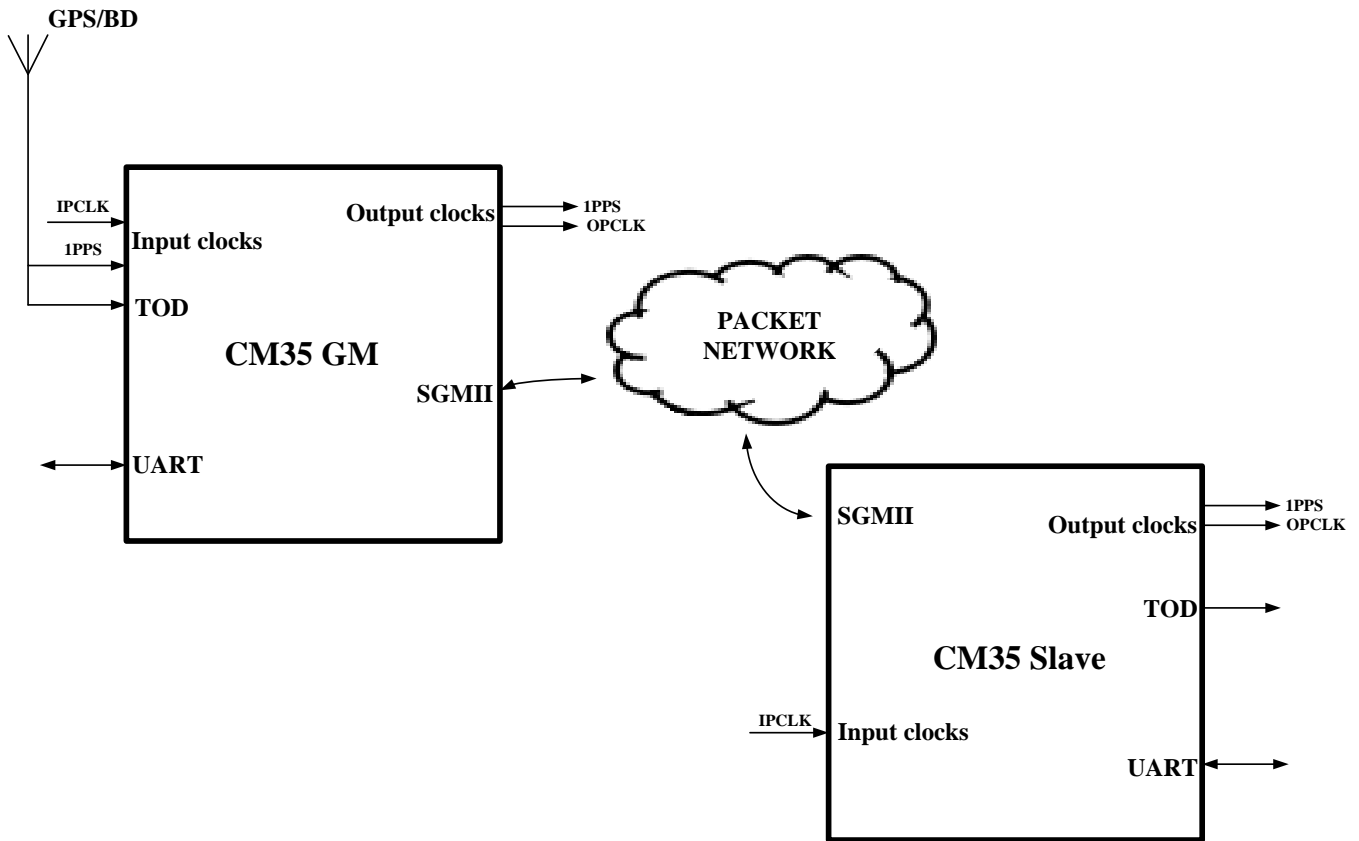 GPS/BD
IPCLK
Input clocks
1PPS
TOD
Output clocks
1PPS
OPCLK
CM35 GM
SGMII
UART
PACKET
NETWORK
SGMII
Output clocks
1PPS
OPCLK
TOD
CM35 Slave
IPCLK
Input clocks
UART